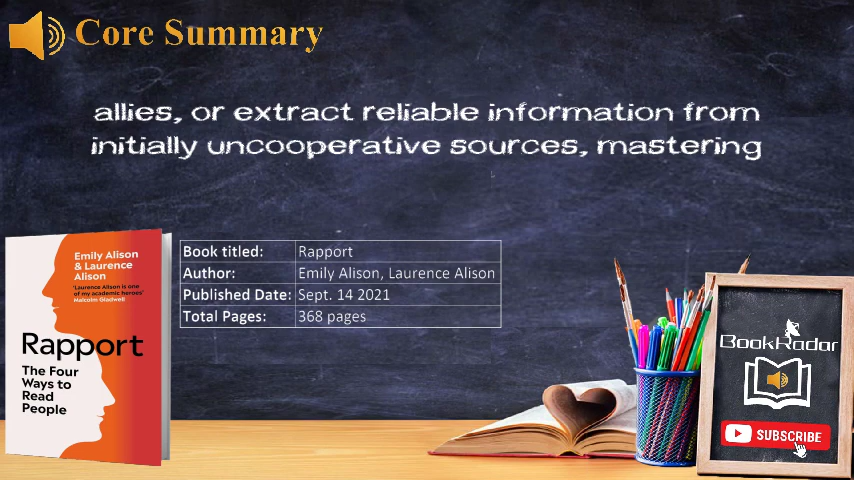 Core Summary
allies, or extract reliable information from
initially uncooperative sources, mastering
Emily Alison
& Laurence
Alison
'Laurence Alison is one
of my academic heroes'
Malcolm Gladwell
Rapport
The Four
Ways to
Read
People
Book titled: Rapport
Author: Emily Alison, Laurence Alison
Published Date: Sept. 14 2021
Total Pages: 368 pages
BookRadar
SUBSCRIBE